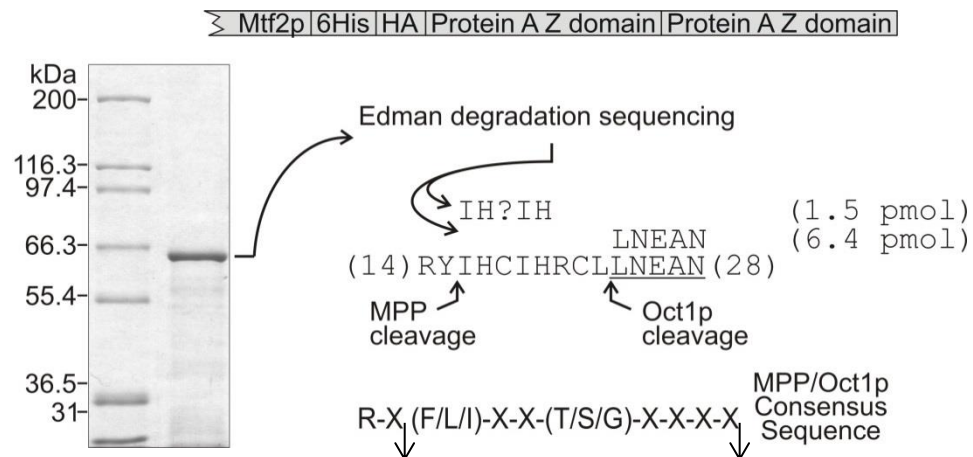 Mtf2p 6His HA Protein A Z domain Protein A Z domain
kDa
200
116.3
97.4
66.3
55.4
36.5
31
Edman degradation sequencing
IH?IH (1.5 pmol)
LNEAN (6.4 pmol)
(14)RYIHCIHRCLLNEAN(28)
MPP cleavage
Oct1p cleavage
R-X (F/L/I)-X-X-(T/S/G)-X-X-X-X
MPP/Oct1p
Consensus
Sequence